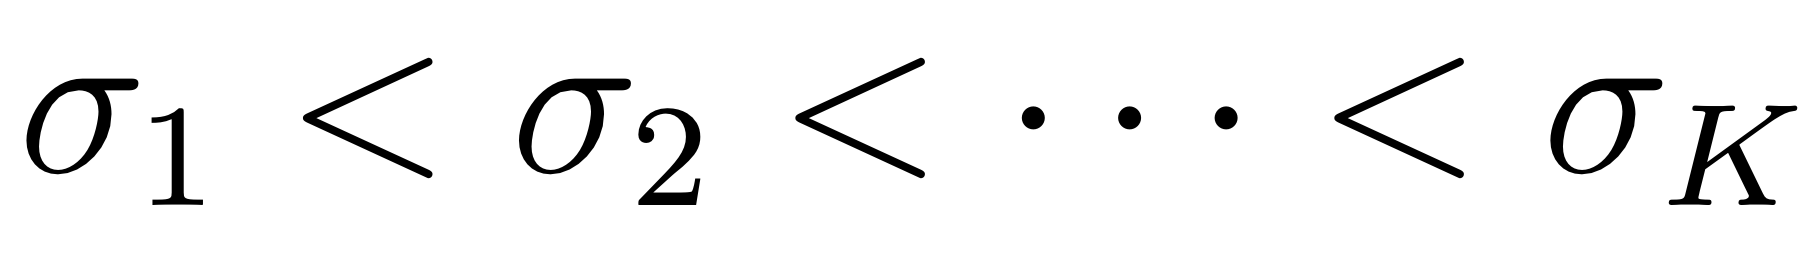 σ₁ < σ₂ < ··· < σ_K